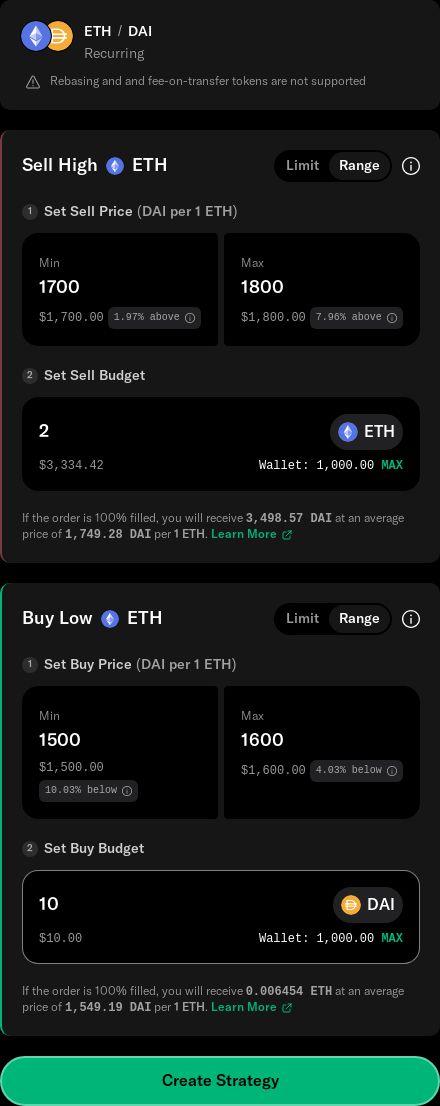 ETH / DAI
Recurring
Rebasing and and fee-on-transfer tokens are not supported
Sell High ETH Limit Range
1 Set Sell Price (DAI per 1 ETH)
Min Max
1700 1800
$1,700.00 1.97% above $1,800.00 7.96% above
2 Set Sell Budget
2 ETH
$3,334.42 Wallet: 1,000.00 MAX
If the order is 100% filled, you will receive 3,498.57 DAI at an average
price of 1,749.28 DAI per 1 ETH. Learn More
Buy Low ETH Limit Range
1 Set Buy Price (DAI per 1 ETH)
Min Max
1500 1600
$1,500.00 $1,600.00 4.03% below
10.03% below
2 Set Buy Budget
10 DAI
$10.00 Wallet: 1,000.00 MAX
If the order is 100% filled, you will receive 0.006454 ETH at an average
price of 1,549.19 DAI per 1 ETH. Learn More
Create Strategy